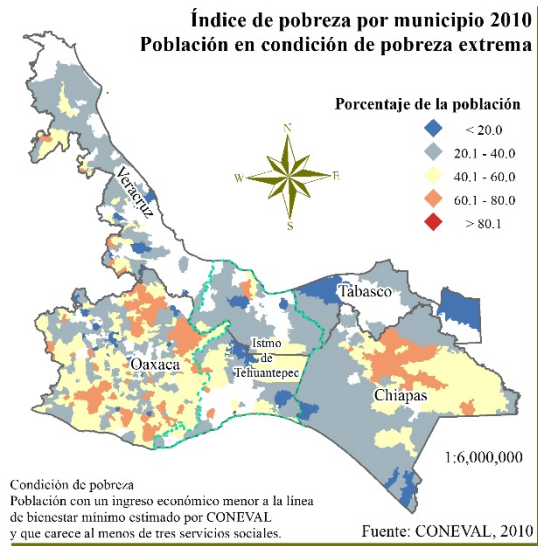 Índice de pobreza por municipio 2010
Población en condición de pobreza extrema
Porcentaje de la población
< 20.0
20.1 - 40.0
40.1 - 60.0
60.1 - 80.0
> 80.1
N
W
E
S
Veracruz
Tabasco
Istmo
de
Tehuantepec
Oaxaca
Chiapas
1:6,000,000
Condición de pobreza
Población con un ingreso económico menor a la línea
de bienestar mínimo estimado por CONEVAL
y que carece al menos de tres servicios sociales.
Fuente: CONEVAL, 2010